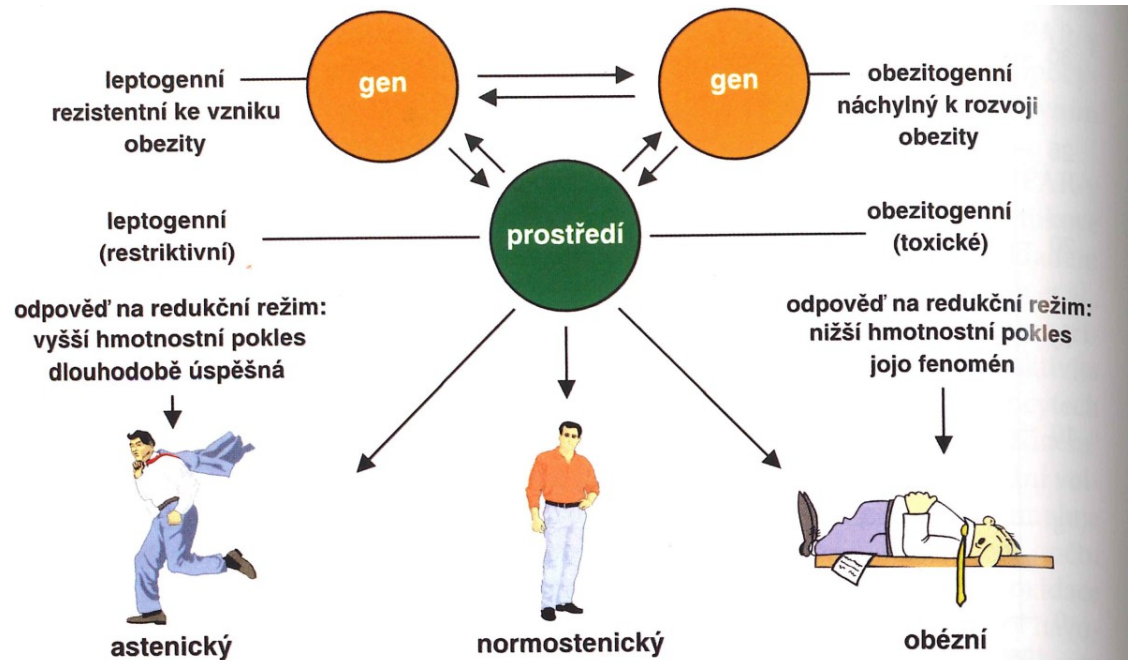 leptogenní
rezistentní ke vzniku
obezity
gen
gen
obezitogenní
náchylný k rozvoji
obezity
leptogenní
(restriktivní)
prostředí
obezitogenní
(toxické)
odpověď na redukční režim:
vyšší hmotnostní pokles
dlouhodobě úspěšná
odpověď na redukční režim:
nižší hmotnostní pokles
jojo fenomén
astenický
normostenický
obézní